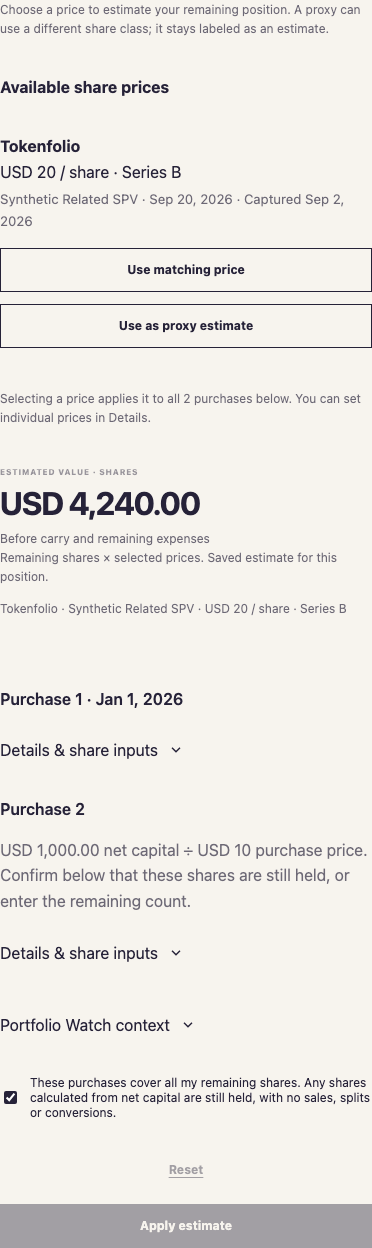 Choose a price to estimate your remaining position. A proxy can
use a different share class; it stays labeled as an estimate.
Available share prices
Tokenfolio
USD 20 / share · Series B
Synthetic Related SPV · Sep 20, 2026 · Captured Sep 2,
2026
Use matching price
Use as proxy estimate
Selecting a price applies it to all 2 purchases below. You can set
individual prices in Details.
ESTIMATED VALUE · SHARES
USD 4,240.00
Before carry and remaining expenses
Remaining shares × selected prices. Saved estimate for this
position.
Tokenfolio · Synthetic Related SPV · USD 20 / share · Series B
Purchase 1 · Jan 1, 2026
Details & share inputs
Purchase 2
USD 1,000.00 net capital ÷ USD 10 purchase price.
Confirm below that these shares are still held, or
enter the remaining count.
Details & share inputs
Portfolio Watch context
These purchases cover all my remaining shares. Any shares
calculated from net capital are still held, with no sales, splits
or conversions.
Reset
Apply estimate